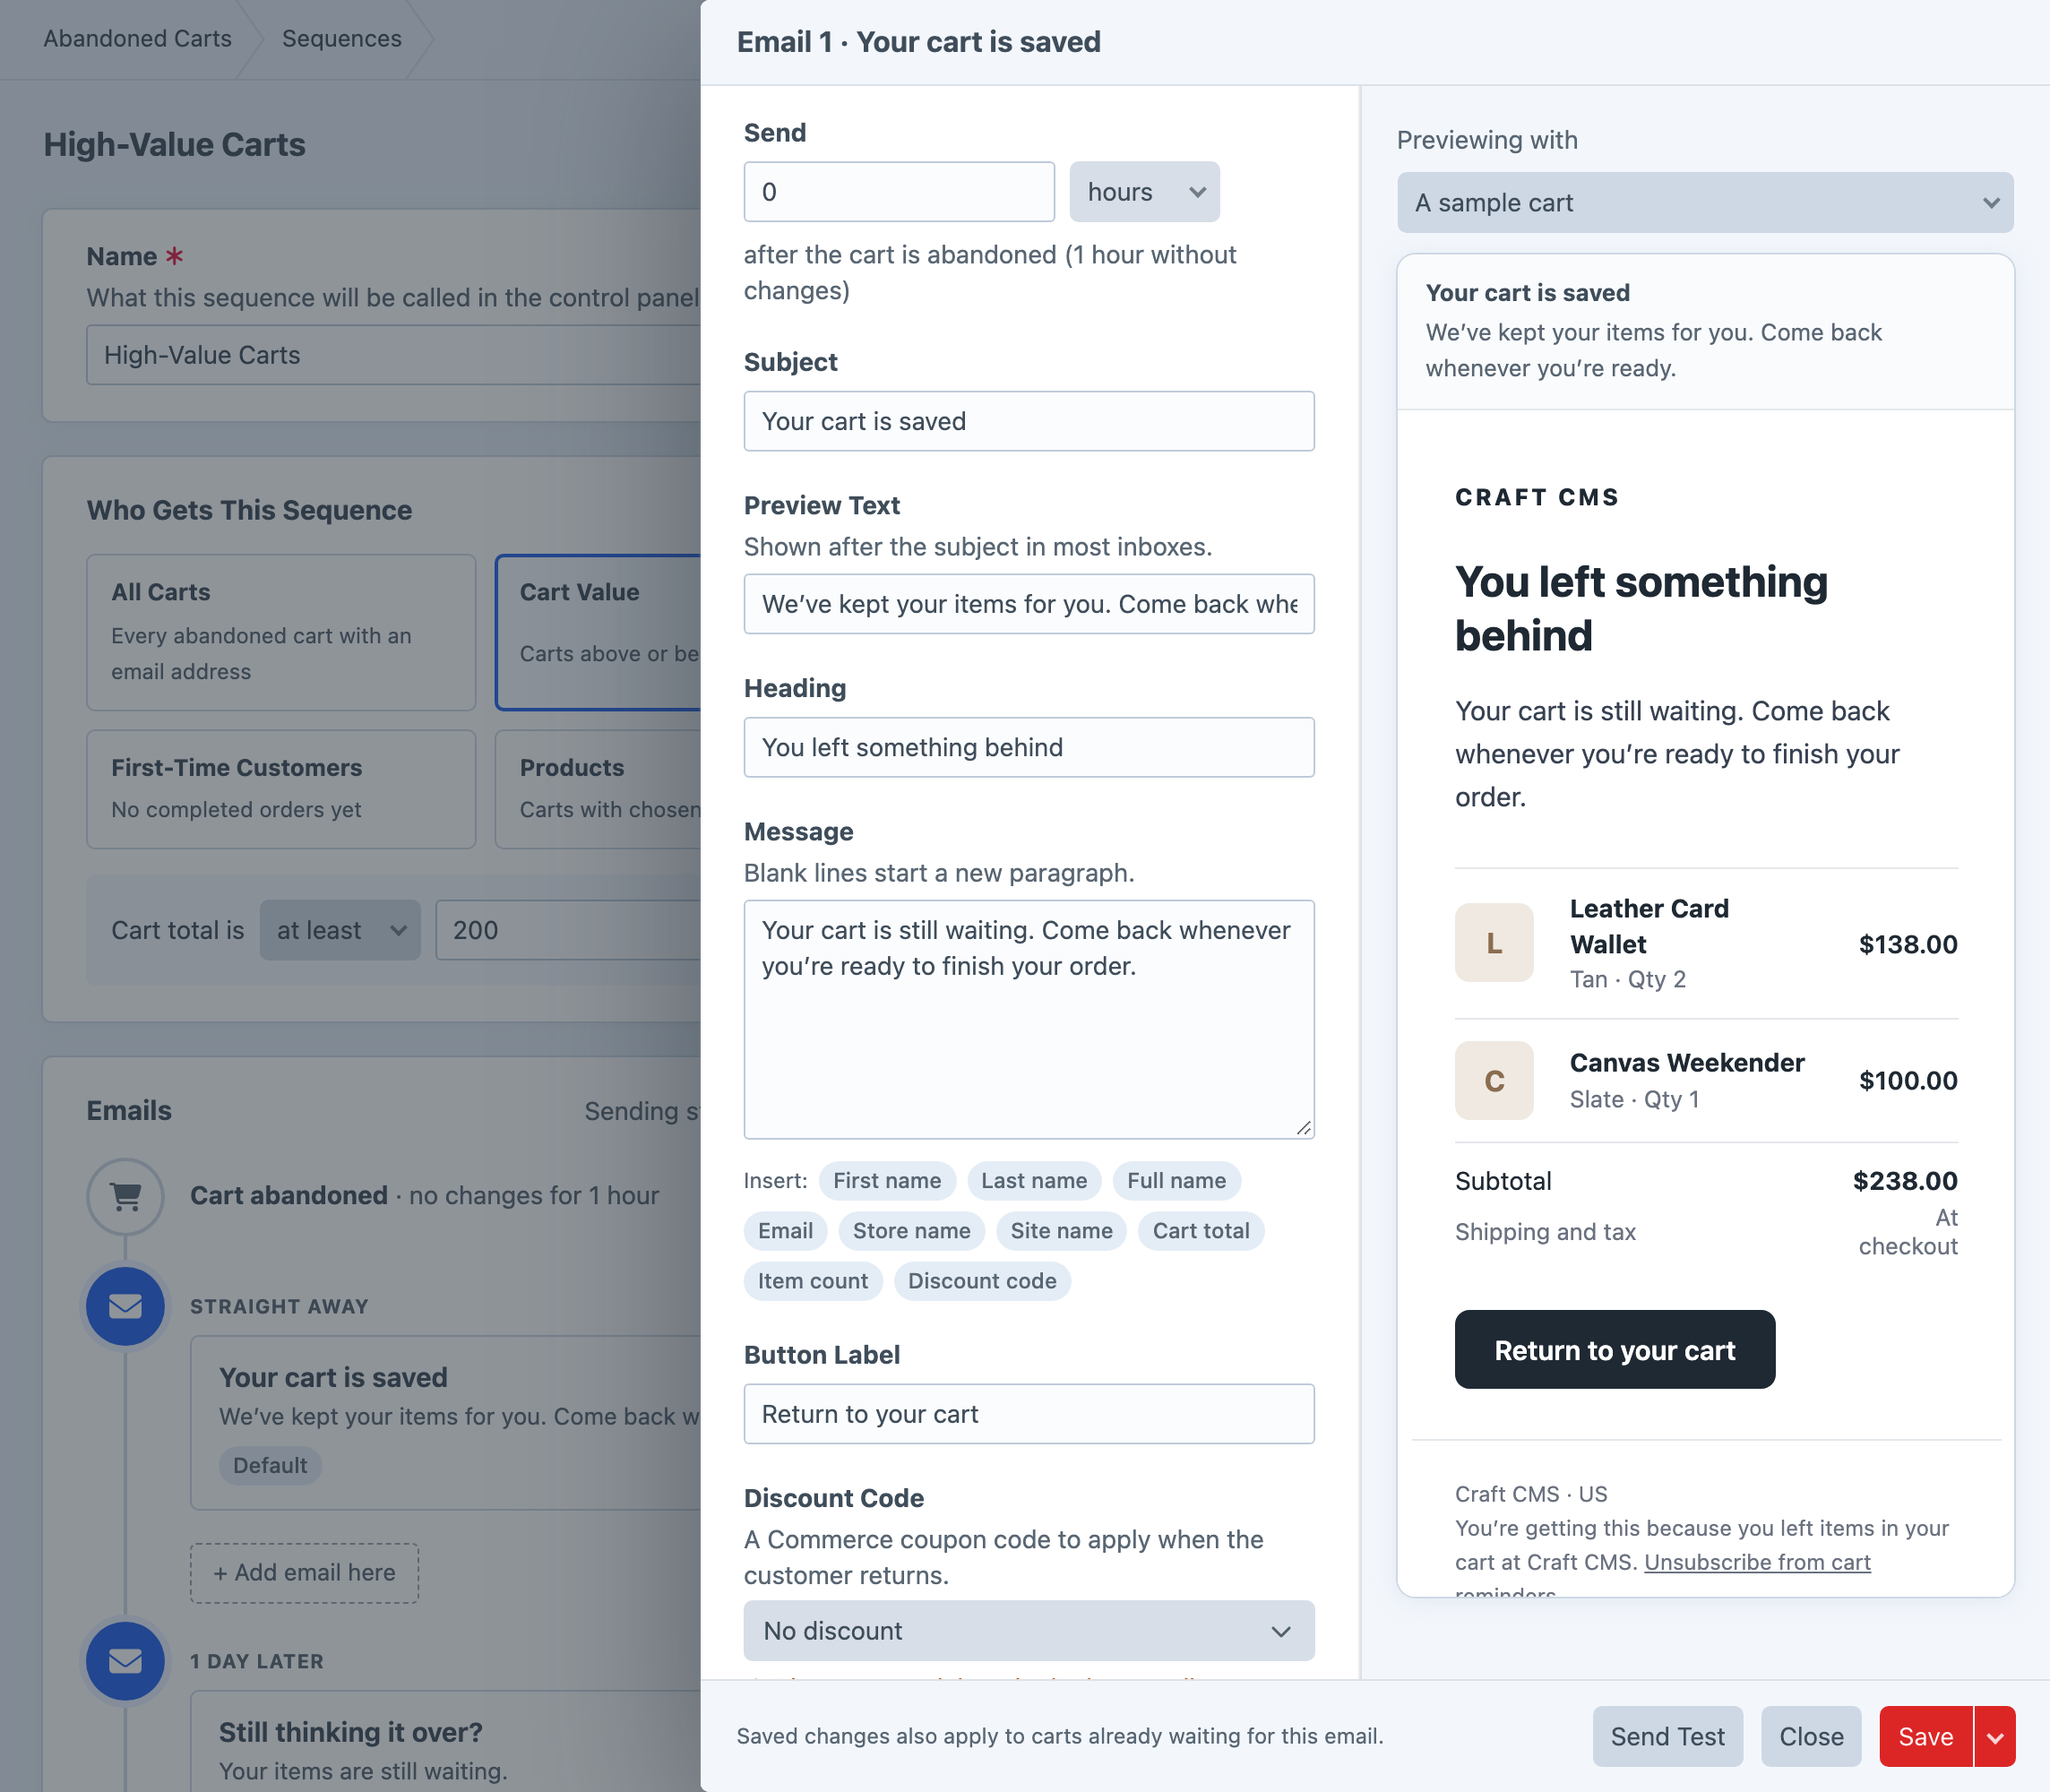 Abandoned Carts
Sequences
High-Value Carts
Name *
What this sequence will be called in the control panel
High-Value Carts
Who Gets This Sequence
All Carts
Every abandoned cart with an
email address
Cart Value
Carts above or be
First-Time Customers
No completed orders yet
Products
Carts with chosen
Cart total is
at least
200
Emails
Sending
Cart abandoned · no changes for 1 hour
STRAIGHT AWAY
Your cart is saved
We’ve kept your items for you. Come back w
Default
+ Add email here
1 DAY LATER
Still thinking it over?
Your items are still waiting.
Email 1 · Your cart is saved
Send
0
hours
after the cart is abandoned (1 hour without
changes)
Subject
Your cart is saved
Preview Text
Shown after the subject in most inboxes.
We’ve kept your items for you. Come back whe
Heading
You left something behind
Message
Blank lines start a new paragraph.
Your cart is still waiting. Come back whenever
you’re ready to finish your order.
Insert:
First name
Last name
Full name
Email
Store name
Site name
Cart total
Item count
Discount code
Button Label
Return to your cart
Discount Code
A Commerce coupon code to apply when the
customer returns.
No discount
Previewing with
A sample cart
Your cart is saved
We’ve kept your items for you. Come back
whenever you’re ready.
CRAFT CMS
You left something
behind
Your cart is still waiting. Come back
whenever you’re ready to finish your
order.
L
Leather Card
Wallet
Tan · Qty 2
$138.00
C
Canvas Weekender
Slate · Qty 1
$100.00
Subtotal
$238.00
Shipping and tax
At
checkout
Return to your cart
Craft CMS · US
You’re getting this because you left items in your
cart at Craft CMS. Unsubscribe from cart
reminders
Saved changes also apply to carts already waiting for this email.
Send Test
Close
Save